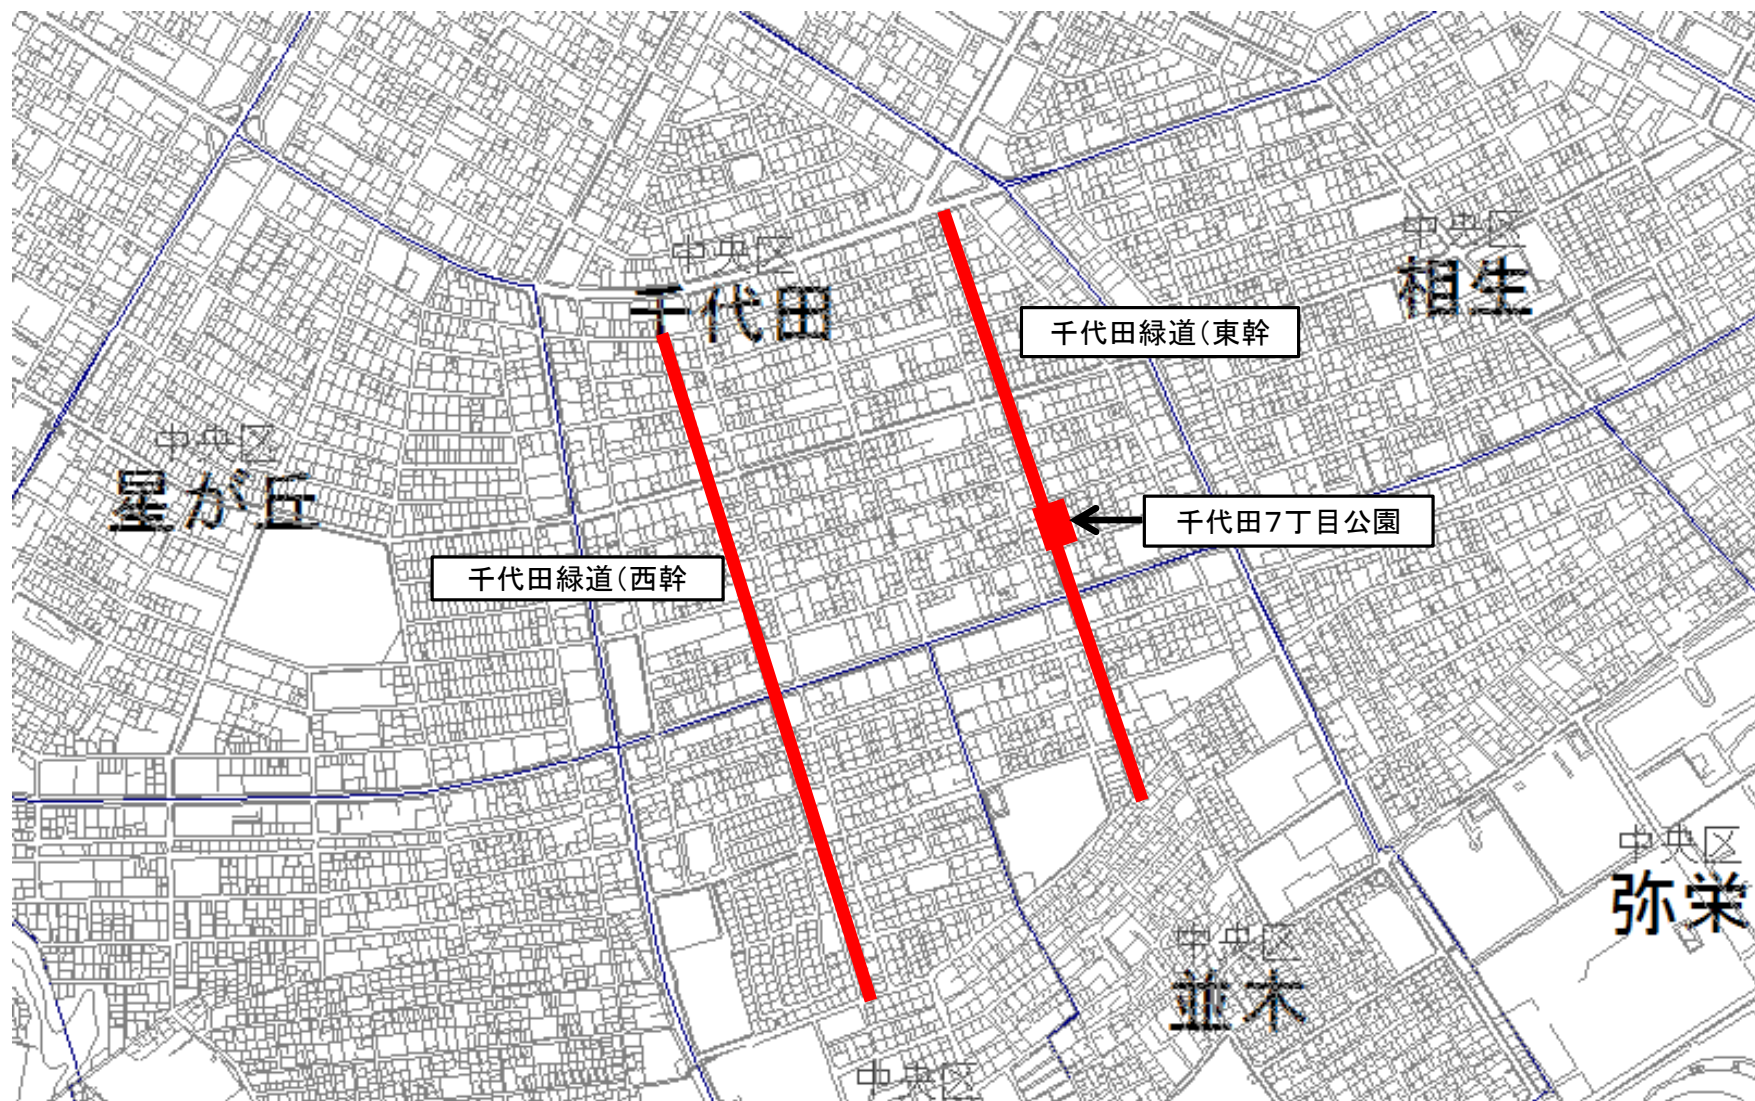 中央区
千代田
中央区
相生
千代田緑道(東幹
中央区
星が丘
千代田7丁目公園
千代田緑道(西幹
中央区
弥栄
中央区
並木
中央区